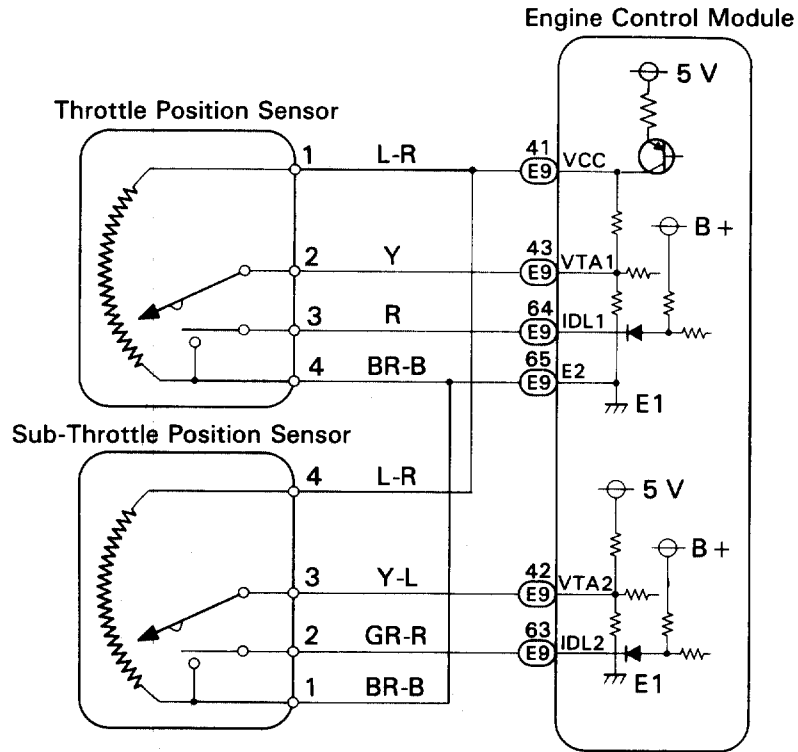 Engine Control Module
5 V
Throttle Position Sensor
1 L-R 41 E9 VCC
B+
2 Y 43 E9 VTA1
3 R 64 E9 IDL1
4 BR-B 65 E9 E2
E1
Sub-Throttle Position Sensor
4 L-R
5 V
B+
3 Y-L 42 E9 VTA2
2 GR-R 63 E9 IDL2
1 BR-B
E1